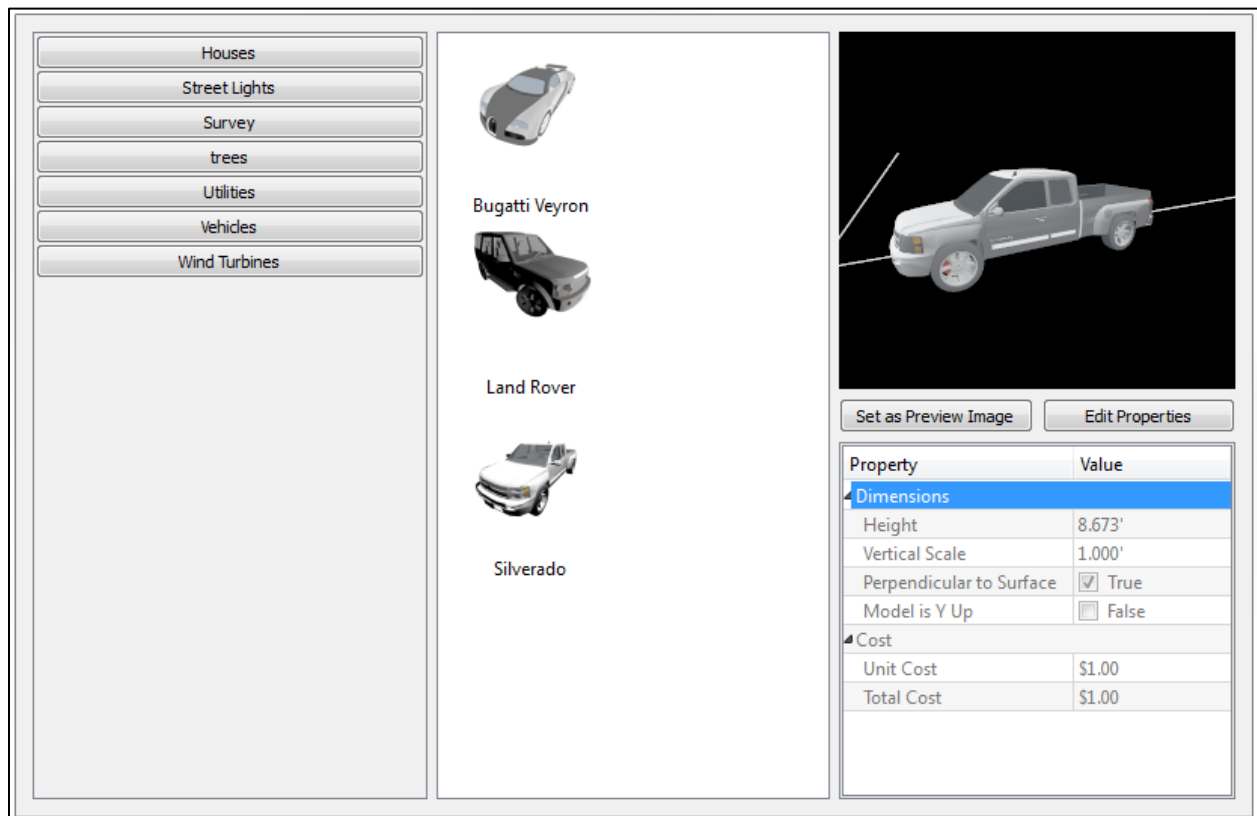 Houses
Street Lights
Survey
trees
Utilities
Vehicles
Wind Turbines
Bugatti Veyron
Land Rover
Silverado
Set as Preview Image
Edit Properties
Property Value
Dimensions
Height 8.673'
Vertical Scale 1.000'
Perpendicular to Surface True
Model is Y Up False
Cost
Unit Cost $1.00
Total Cost $1.00